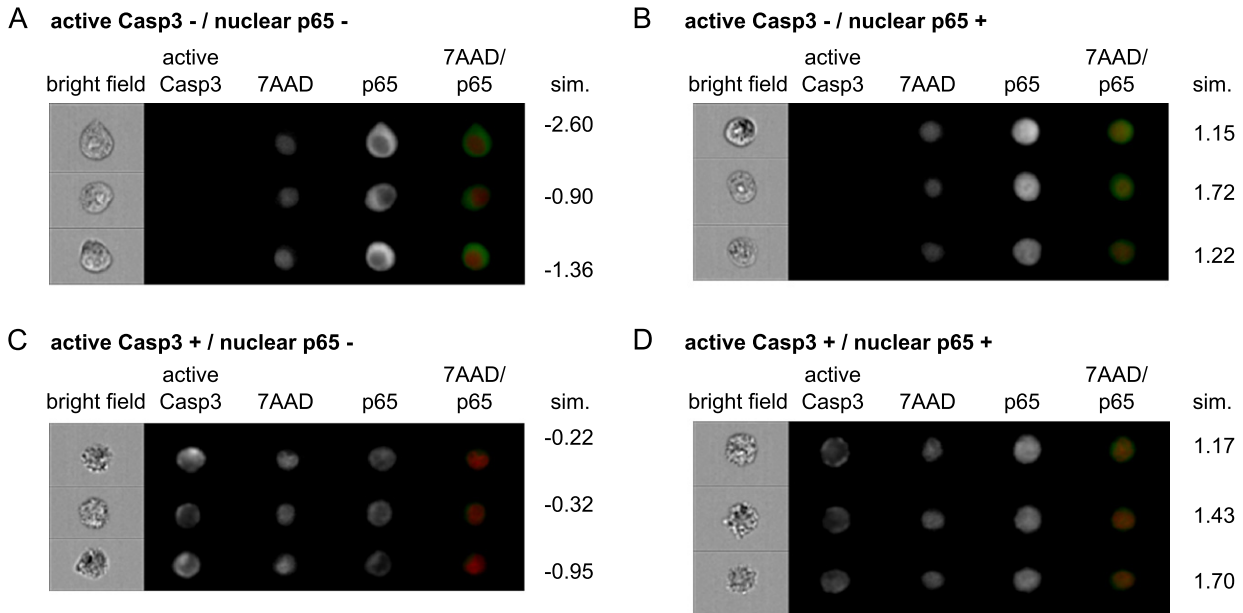 A active Casp3 - / nuclear p65 -
active 7AAD/
bright field Casp3 7AAD p65 p65 sim.
-2.60
-0.90
-1.36
B active Casp3 - / nuclear p65 +
active 7AAD/
bright field Casp3 7AAD p65 p65 sim.
1.15
1.72
1.22
C active Casp3 + / nuclear p65 -
active 7AAD/
bright field Casp3 7AAD p65 p65 sim.
-0.22
-0.32
-0.95
D active Casp3 + / nuclear p65 +
active 7AAD/
bright field Casp3 7AAD p65 p65 sim.
1.17
1.43
1.70